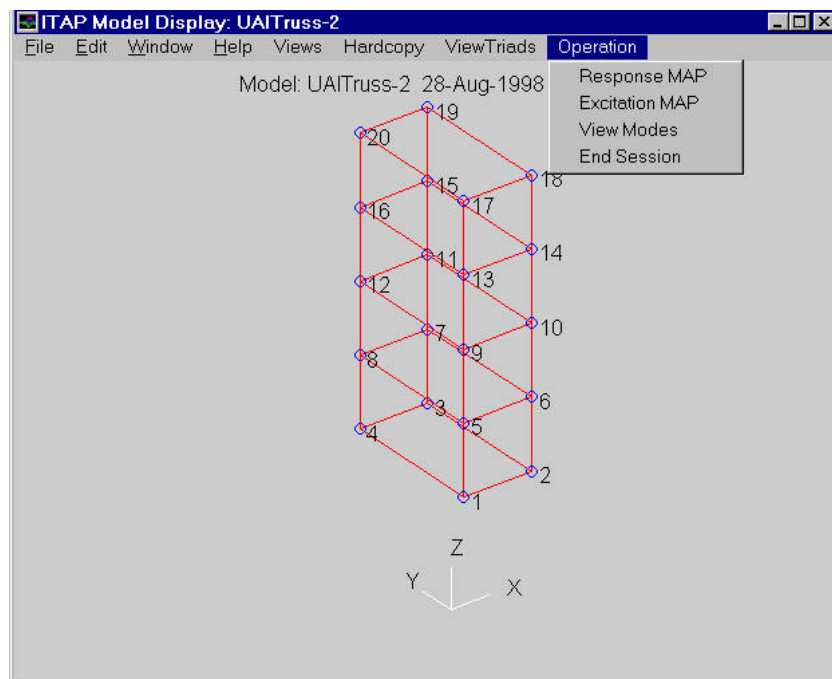 ITAP Model Display: UAITruss-2
File Edit Window Help Views Hardcopy ViewTriads Operation
Response MAP
Excitation MAP
View Modes
End Session
Model: UAITruss-2 28-Aug-1998
19
20
18
15
17
16
14
11
13
12
10
7
9
8
6
3
5
4
2
1
Z
Y
X